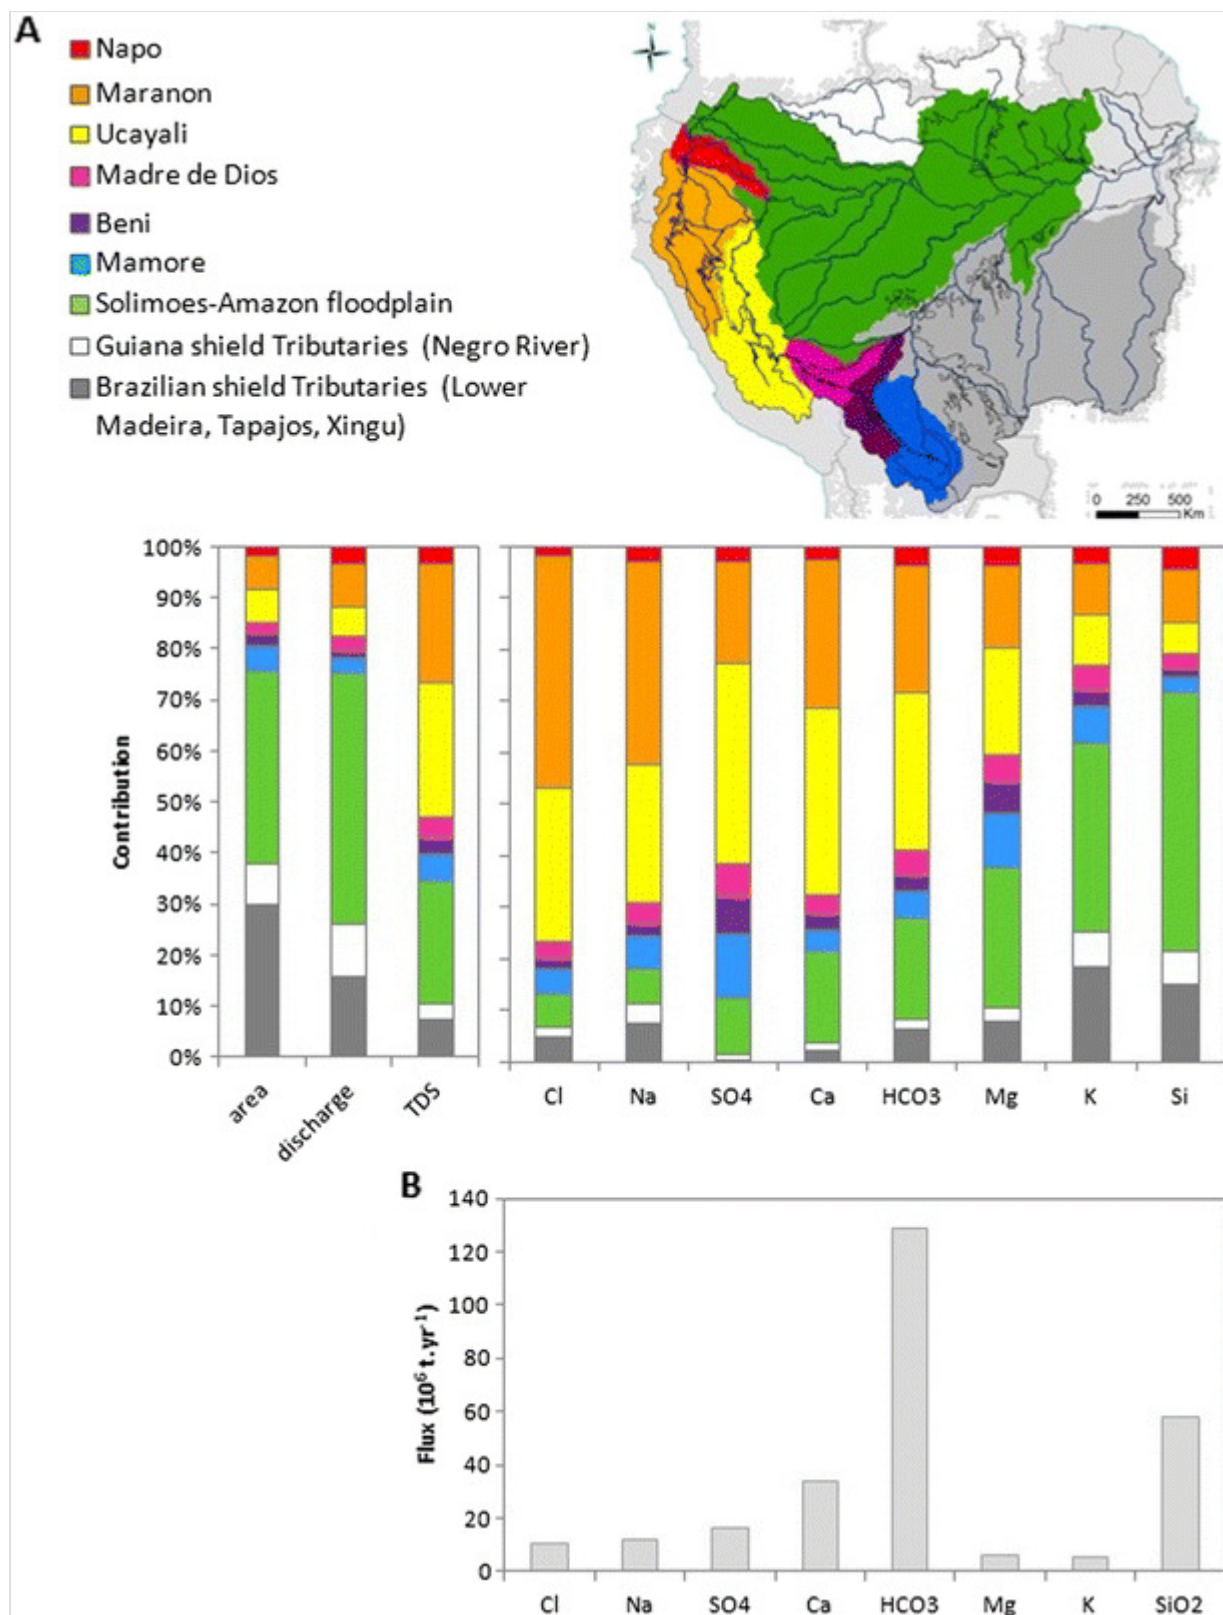 A
Napo
Maranon
Ucayali
Madre de Dios
Beni
Mamore
Solimoes-Amazon floodplain
Guiana shield Tributaries (Negro River)
Brazilian shield Tributaries (Lower
Madeira, Tapajos, Xingu)
N
0 250 500
Km
Contribution
100%
90%
80%
70%
60%
50%
40%
30%
20%
10%
0%
area discharge TDS
Cl Na SO4 Ca HCO3 Mg K Si
B
Flux (10⁶ t.yr⁻¹)
140
120
100
80
60
40
20
0
Cl Na SO4 Ca HCO3 Mg K SiO2